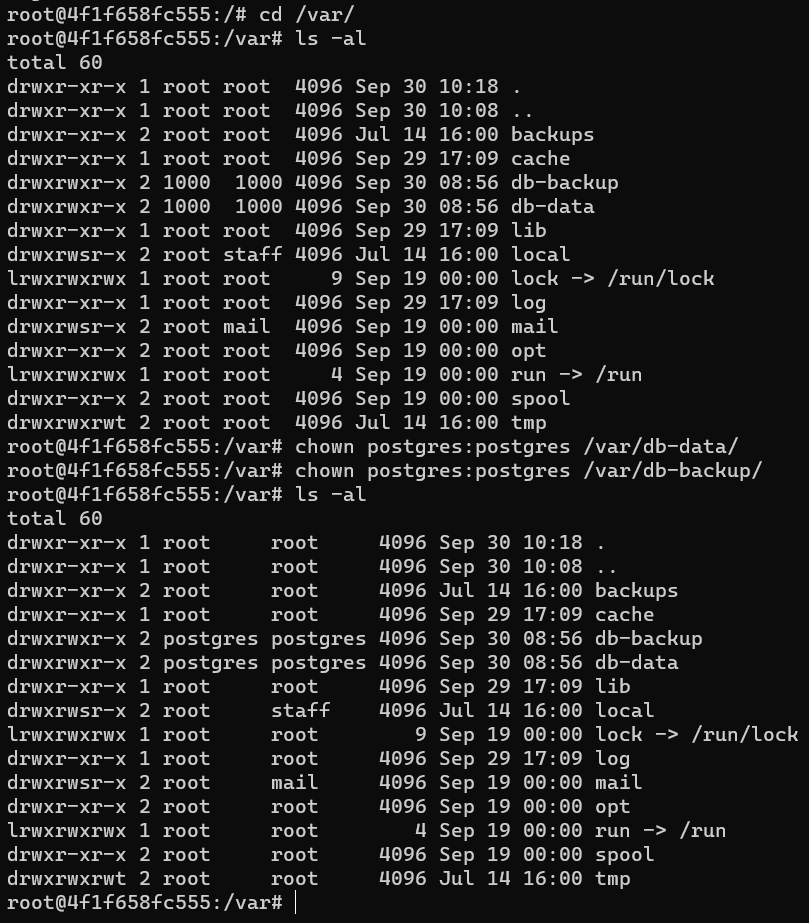 root@4f1f658fc555:/# cd /var/
root@4f1f658fc555:/var# ls -al
total 60
drwxr-xr-x 1 root root  4096 Sep 30 10:18 .
drwxr-xr-x 1 root root  4096 Sep 30 10:08 ..
drwxr-xr-x 2 root root  4096 Jul 14 16:00 backups
drwxr-xr-x 1 root root  4096 Sep 29 17:09 cache
drwxrwxr-x 2 1000  1000 4096 Sep 30 08:56 db-backup
drwxrwxr-x 2 1000  1000 4096 Sep 30 08:56 db-data
drwxr-xr-x 1 root root  4096 Sep 29 17:09 lib
drwxrwsr-x 2 root staff 4096 Jul 14 16:00 local
lrwxrwxrwx 1 root root     9 Sep 19 00:00 lock -> /run/lock
drwxr-xr-x 1 root root  4096 Sep 29 17:09 log
drwxrwsr-x 2 root mail  4096 Sep 19 00:00 mail
drwxr-xr-x 2 root root  4096 Sep 19 00:00 opt
lrwxrwxrwx 1 root root     4 Sep 19 00:00 run -> /run
drwxr-xr-x 2 root root  4096 Sep 19 00:00 spool
drwxrwxrwt 2 root root  4096 Jul 14 16:00 tmp
root@4f1f658fc555:/var# chown postgres:postgres /var/db-data/
root@4f1f658fc555:/var# chown postgres:postgres /var/db-backup/
root@4f1f658fc555:/var# ls -al
total 60
drwxr-xr-x 1 root     root     4096 Sep 30 10:18 .
drwxr-xr-x 1 root     root     4096 Sep 30 10:08 ..
drwxr-xr-x 2 root     root     4096 Jul 14 16:00 backups
drwxr-xr-x 1 root     root     4096 Sep 29 17:09 cache
drwxrwxr-x 2 postgres postgres 4096 Sep 30 08:56 db-backup
drwxrwxr-x 2 postgres postgres 4096 Sep 30 08:56 db-data
drwxr-xr-x 1 root     root     4096 Sep 29 17:09 lib
drwxrwsr-x 2 root     staff    4096 Jul 14 16:00 local
lrwxrwxrwx 1 root     root        9 Sep 19 00:00 lock -> /run/lock
drwxr-xr-x 1 root     root     4096 Sep 29 17:09 log
drwxrwsr-x 2 root     mail     4096 Sep 19 00:00 mail
drwxr-xr-x 2 root     root     4096 Sep 19 00:00 opt
lrwxrwxrwx 1 root     root        4 Sep 19 00:00 run -> /run
drwxr-xr-x 2 root     root     4096 Sep 19 00:00 spool
drwxrwxrwt 2 root     root     4096 Jul 14 16:00 tmp
root@4f1f658fc555:/var#